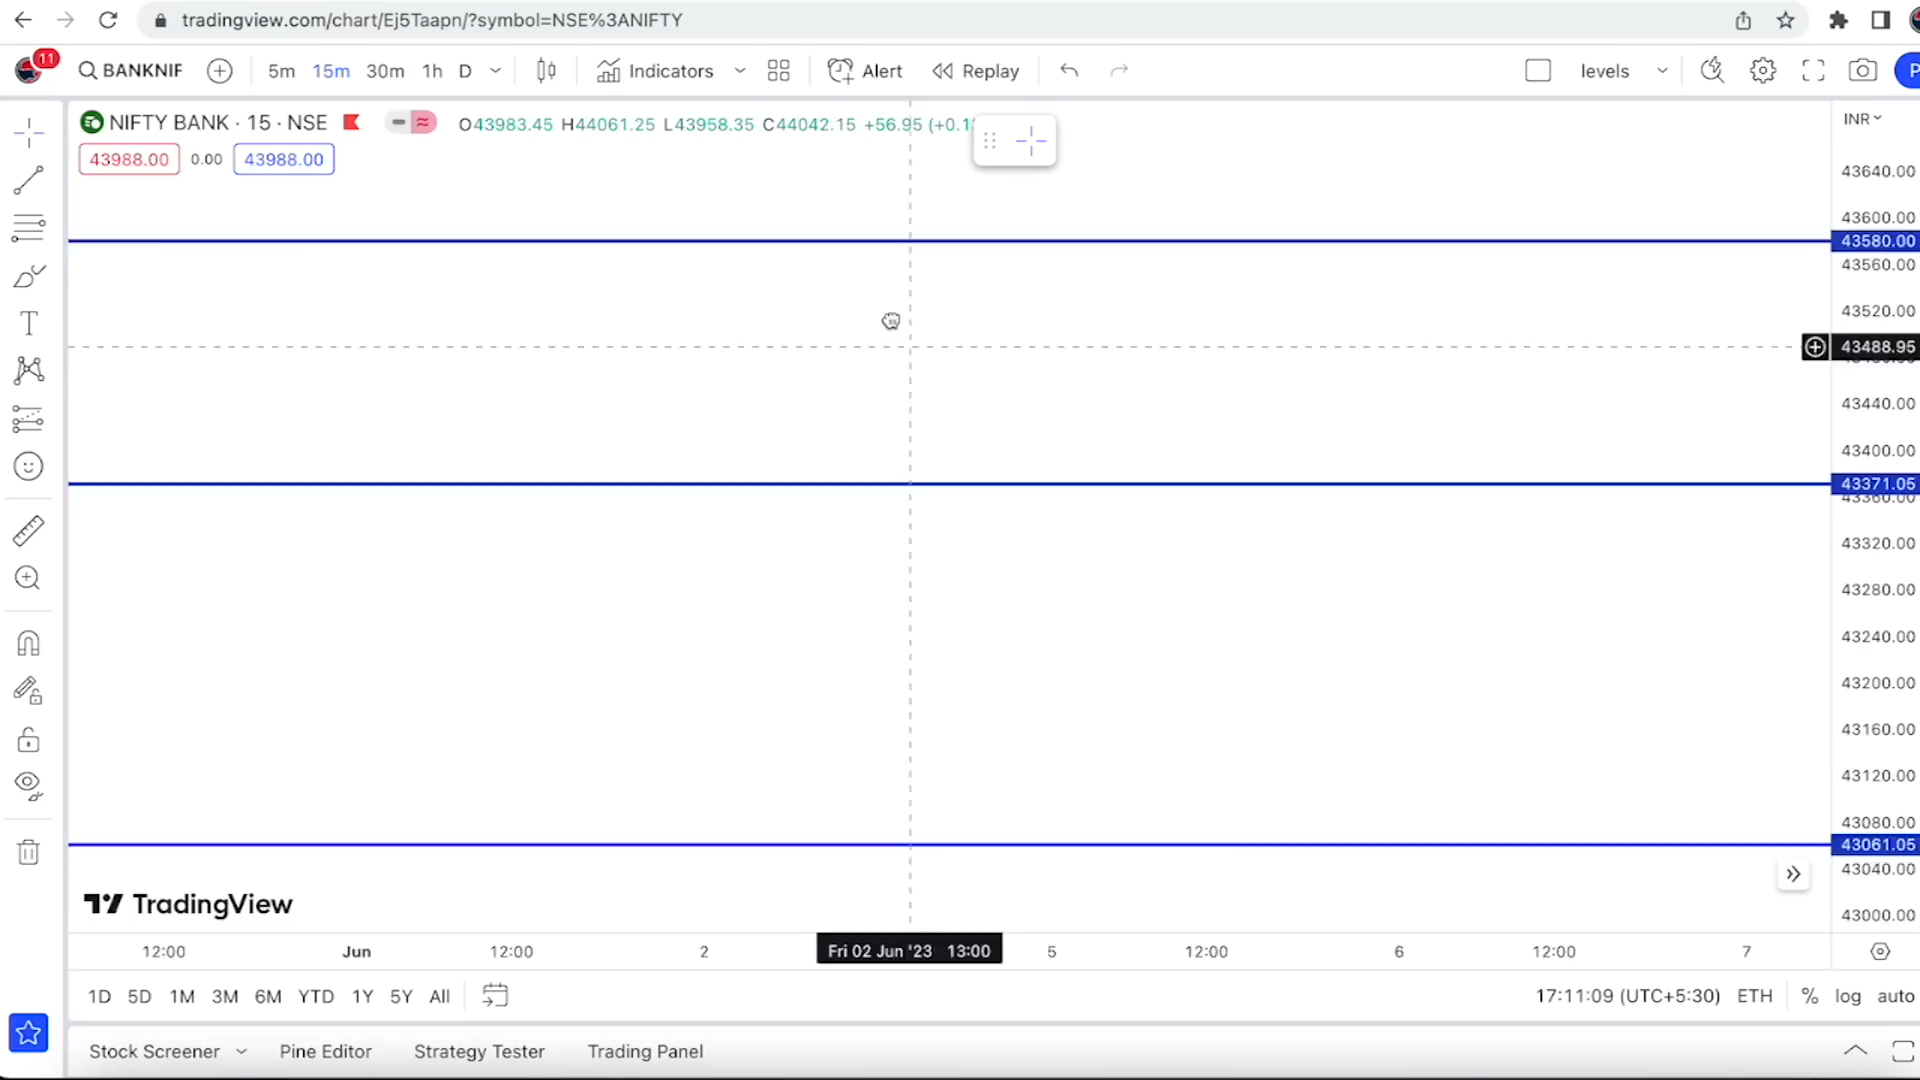 tradingview.com/chart/Ej5Taapn/?symbol=NSE%3ANIFTY
11 BANKNIF 5m 15m 30m 1h D Indicators Alert Replay levels P
NIFTY BANK · 15 · NSE O43983.45 H44061.25 L43958.35 C44042.15 +56.95 INR
43988.00 0.00 43988.00
43640.00
43600.00
43580.00
43560.00
43520.00
43488.95
43440.00
43400.00
43371.05
43360.00
43320.00
43280.00
43240.00
43200.00
43160.00
43120.00
43080.00
43061.05
43040.00
TradingView
43000.00
12:00 Jun 12:00 2 Fri 02 Jun '23 13:00 5 12:00 6 12:00 7
1D 5D 1M 3M 6M YTD 1Y 5Y All 17:11:09 (UTC+5:30) ETH % log auto
Stock Screener Pine Editor Strategy Tester Trading Panel